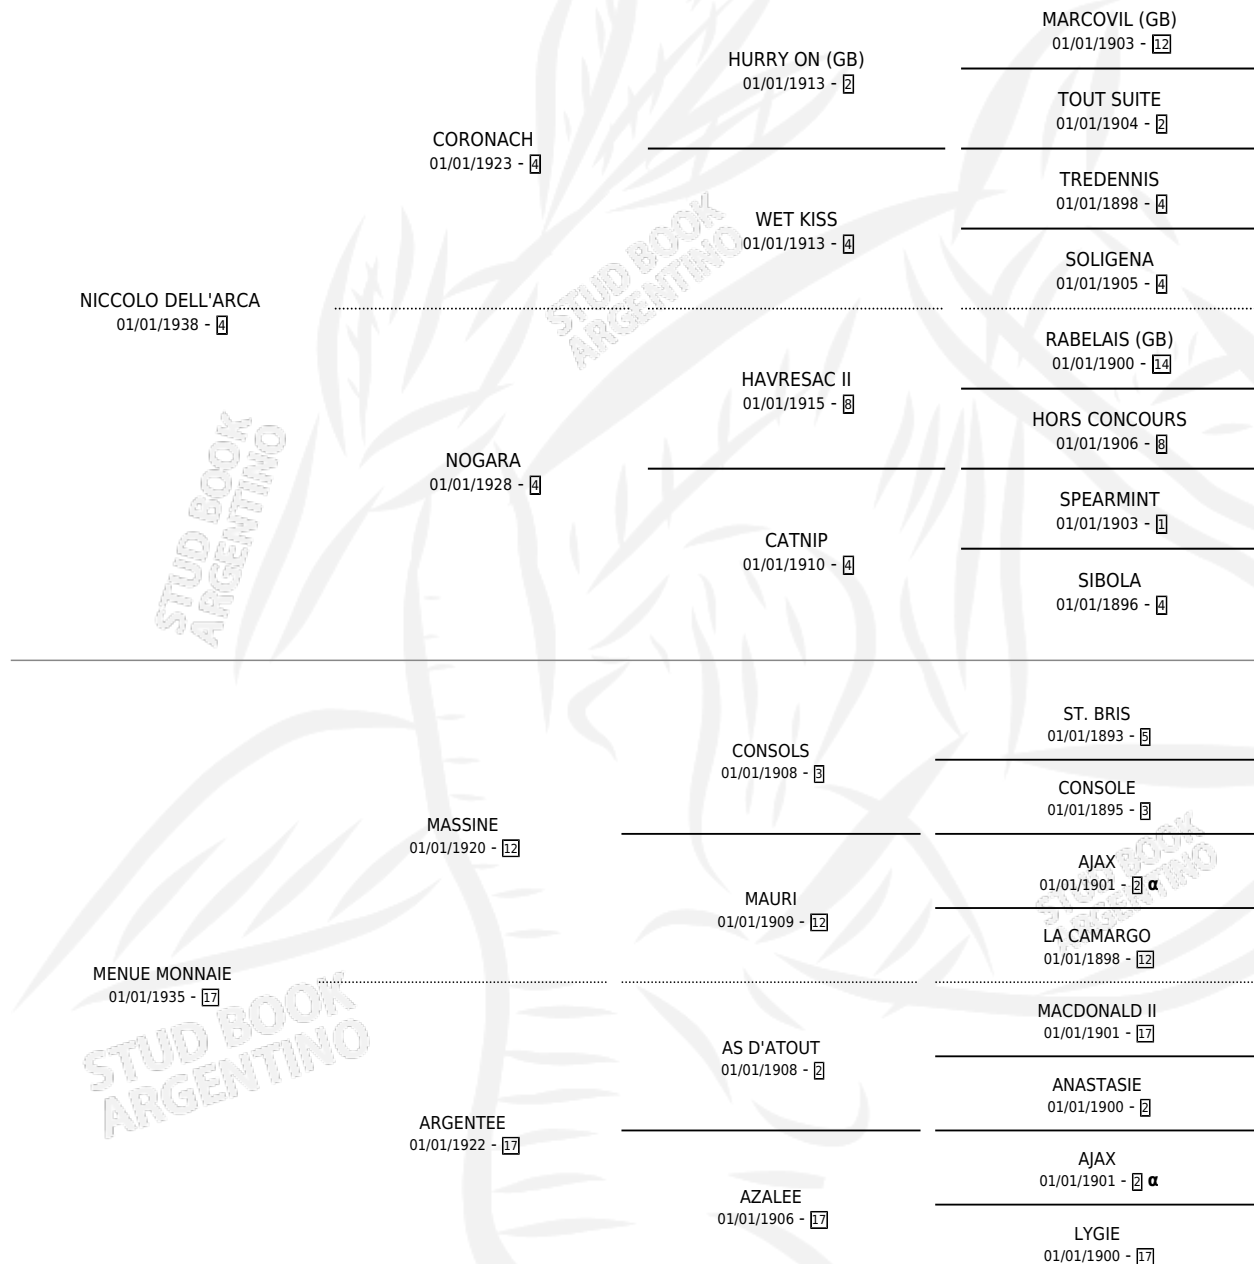 MARCOVIL (GB)
01/01/1903 - 12
HURRY ON (GB)
01/01/1913 - 2
TOUT SUITE
01/01/1904 - 2
CORONACH
01/01/1923 - 4
TREDENNIS
01/01/1898 - 4
WET KISS
01/01/1913 - 4
SOLIGENA
01/01/1905 - 4
STUD BOOK
ARGENTINO
NICCOLO DELL'ARCA
01/01/1938 - 4
RABELAIS (GB)
01/01/1900 - 14
HAVRESAC II
01/01/1915 - 8
HORS CONCOURS
01/01/1906 - 8
NOGARA
01/01/1928 - 4
SPEARMINT
01/01/1903 - 1
CATNIP
01/01/1910 - 4
SIBOLA
01/01/1896 - 4
STUD BOOK
ARGENTINO
ST. BRIS
01/01/1893 - 5
CONSOLS
01/01/1908 - 3
CONSOLE
01/01/1895 - 3
MASSINE
01/01/1920 - 12
AJAX
01/01/1901 - 2 α
MAURI
01/01/1909 - 12
LA CAMARGO
01/01/1898 - 12
STUD BOOK
ARGENTINO
MENUE MONNAIE
01/01/1935 - 17
MACDONALD II
01/01/1901 - 17
AS D'ATOUT
01/01/1908 - 2
ANASTASIE
01/01/1900 - 2
ARGENTEE
01/01/1922 - 17
AJAX
01/01/1901 - 2 α
AZALEE
01/01/1906 - 17
LYGIE
01/01/1900 - 17
STUD BOOK
ARGENTINO